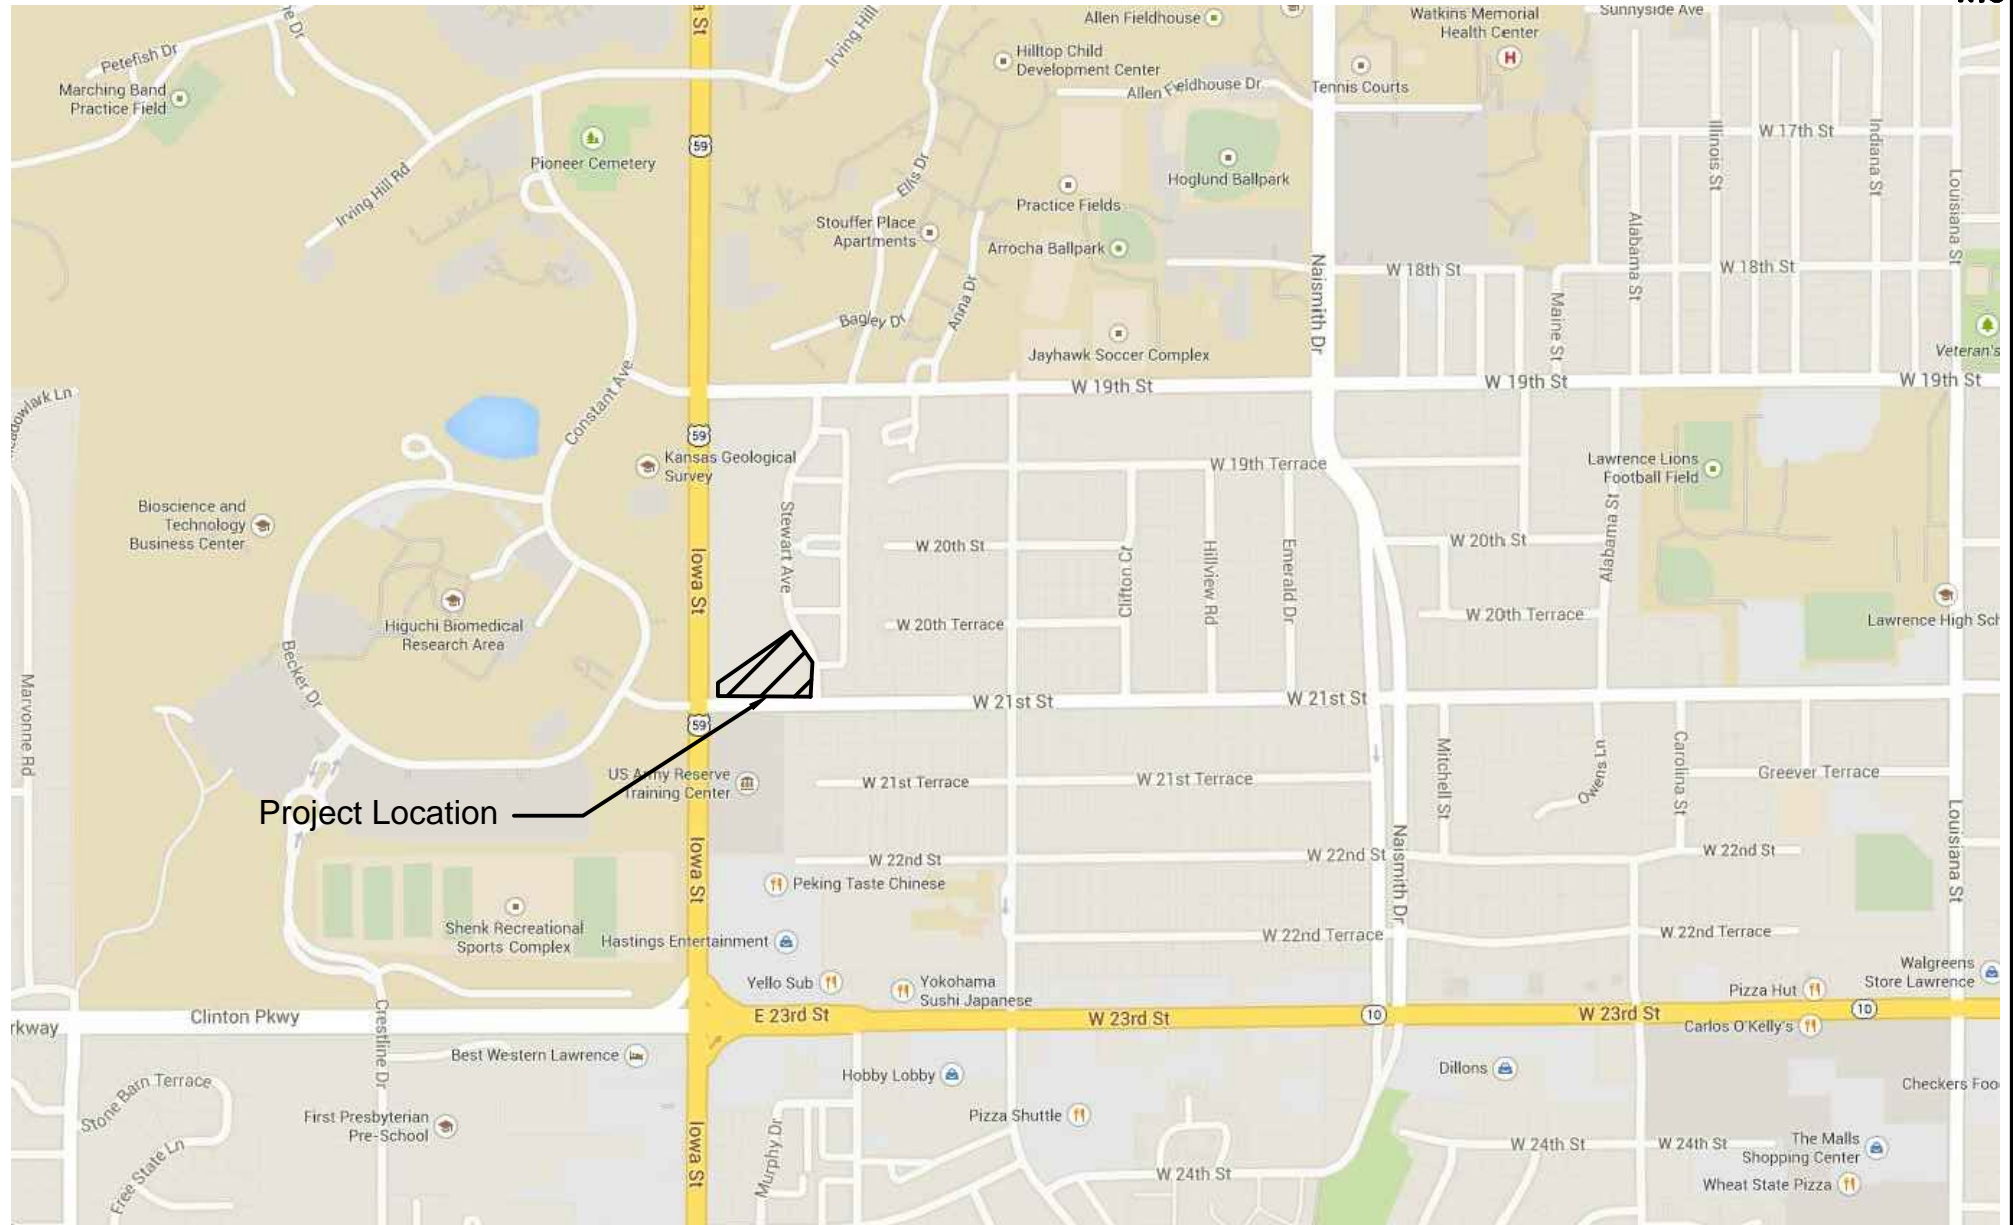 a St
Irving Hill
Allen Fieldhouse
Watkins Memorial
Health Center
H
Sunnyside Ave
Petefish Dr
ne Dr
Marching Band
Practice Field
Hilltop Child
Development Center
Allen Fieldhouse Dr
Tennis Courts
59
Pioneer Cemetery
Irving Hill Rd
Ellis Dr
Hoglund Ballpark
Illinois St
W 17th St
Indiana St
Louisiana St
Practice Fields
Stouffer Place
Apartments
Arrocha Ballpark
Alabama St
Naismith Dr
W 18th St
W 18th St
Bagley Dr
Anna Dr
Maine St
Jayhawk Soccer Complex
Veteran's
Constant Ave
W 19th St
W 19th St
W 19th St
adowlark Ln
59
Kansas Geological
Survey
W 19th Terrace
Lawrence Lions
Football Field
Bioscience and
Technology
Business Center
Stewart Ave
Iowa St
W 20th St
Clifton Ct
Hillview Rd
Emerald Dr
W 20th St
Alabama St
Higuchi Biomedical
Research Area
W 20th Terrace
W 20th Terrace
Lawrence High Sch
Becker Dr
Marvonne Rd
W 21st St
W 21st St
59
US Army Reserve
Training Center
W 21st Terrace
W 21st Terrace
Mitchell St
Owens Ln
Carolina St
Greever Terrace
Project Location
Iowa St
W 22nd St
W 22nd St
Naismith Dr
W 22nd St
Louisiana St
Peking Taste Chinese
Shenk Recreational
Sports Complex
Hastings Entertainment
W 22nd Terrace
W 22nd Terrace
Yello Sub
Yokohama
Sushi Japanese
Walgreens
Store Lawrence
Pizza Hut
rkway
Clinton Pkwy
Crestline Dr
E 23rd St
W 23rd St
10
W 23rd St
10
Carlos O'Kelly's
Best Western Lawrence
Hobby Lobby
Dillons
Checkers Foo
Stone Barn Terrace
First Presbyterian
Pre-School
Pizza Shuttle
Iowa St
Murphy Dr
Free State Ln
W 24th St
W 24th St
W 24th St
The Malls
Shopping Center
Wheat State Pizza